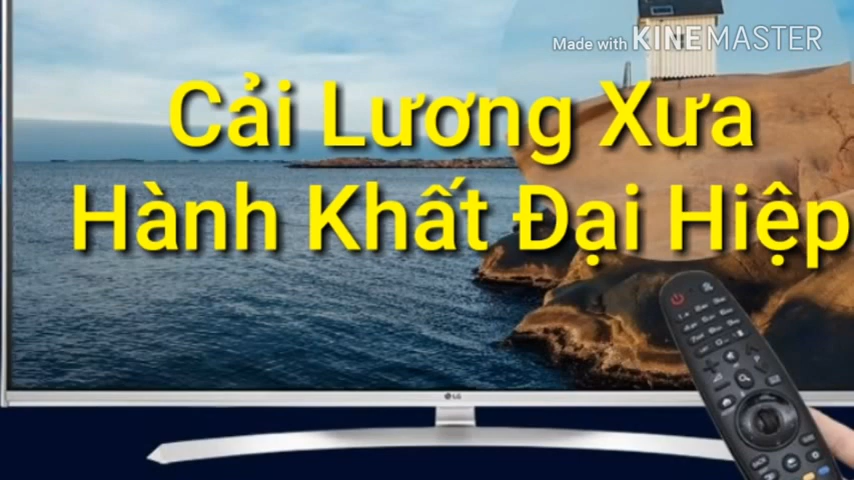 Made with KINEMASTER
Cải Lương Xưa
Hành Khất Đại Hiệp
LG